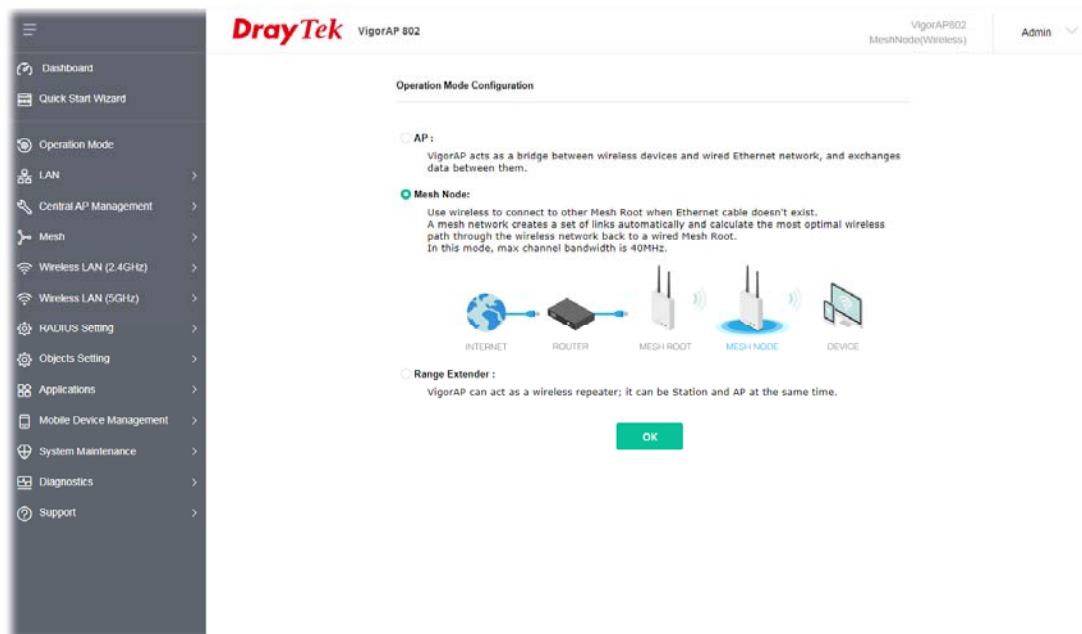 DrayTek VigorAP 802
VigorAP802
MeshNode(Wireless)
Admin
Dashboard
Quick Start Wizard
Operation Mode
LAN
Central AP Management
Mesh
Wireless LAN (2.4GHz)
Wireless LAN (5GHz)
RADIUS Setting
Objects Setting
Applications
Mobile Device Management
System Maintenance
Diagnostics
Support
Operation Mode Configuration
AP :
VigorAP acts as a bridge between wireless devices and wired Ethernet network, and exchanges
data between them.
Mesh Node:
Use wireless to connect to other Mesh Root when Ethernet cable doesn't exist.
A mesh network creates a set of links automatically and calculate the most optimal wireless
path through the wireless network back to a wired Mesh Root.
In this mode, max channel bandwidth is 40MHz.
INTERNET ROUTER MESH ROOT MESH NODE DEVICE
Range Extender :
VigorAP can act as a wireless repeater; it can be Station and AP at the same time.
OK